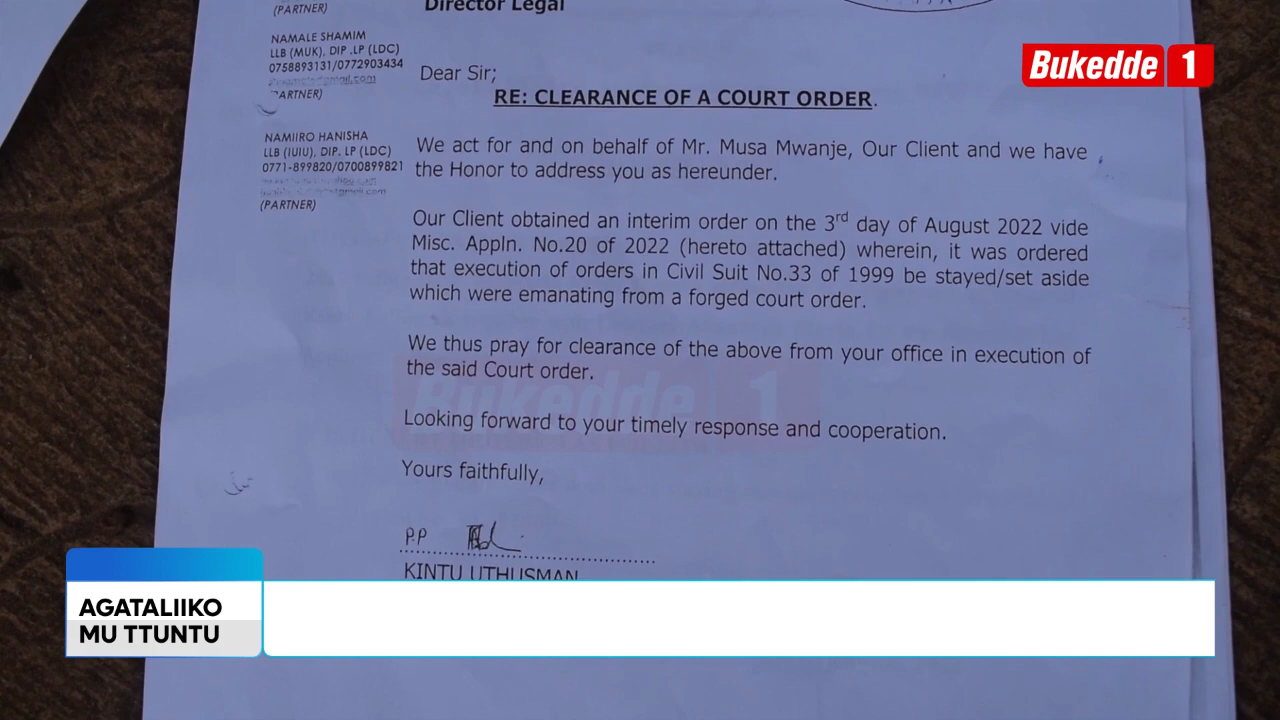 Director Legal
(PARTNER)
NAMALE SHAMIM
LLB (MUK), DIP .LP (LDC)
0758893131/0772903434
NAMIIRO HANISHA
LLB (IUIU), DIP, LP (LDC)
0771-899820/0700899821
(PARTNER)
Dear Sir;
RE: CLEARANCE OF A COURT ORDER.
We act for and on behalf of Mr. Musa Mwanje, Our Client and we have
the Honor to address you as hereunder.
Our Client obtained an interim order on the 3rd day of August 2022 vide
Misc. Appln. No.20 of 2022 (hereto attached) wherein, it was ordered
that execution of orders in Civil Suit No.33 of 1999 be stayed/set aside
which were emanating from a forged court order.
We thus pray for clearance of the above from your office in execution of
the said Court order.
Looking forward to your timely response and cooperation.
Yours faithfully,
P.P
KINTU UTHUSMAN
Bukedde 1
Bukedde 1
AGATALIIKO
MU TTUNTU